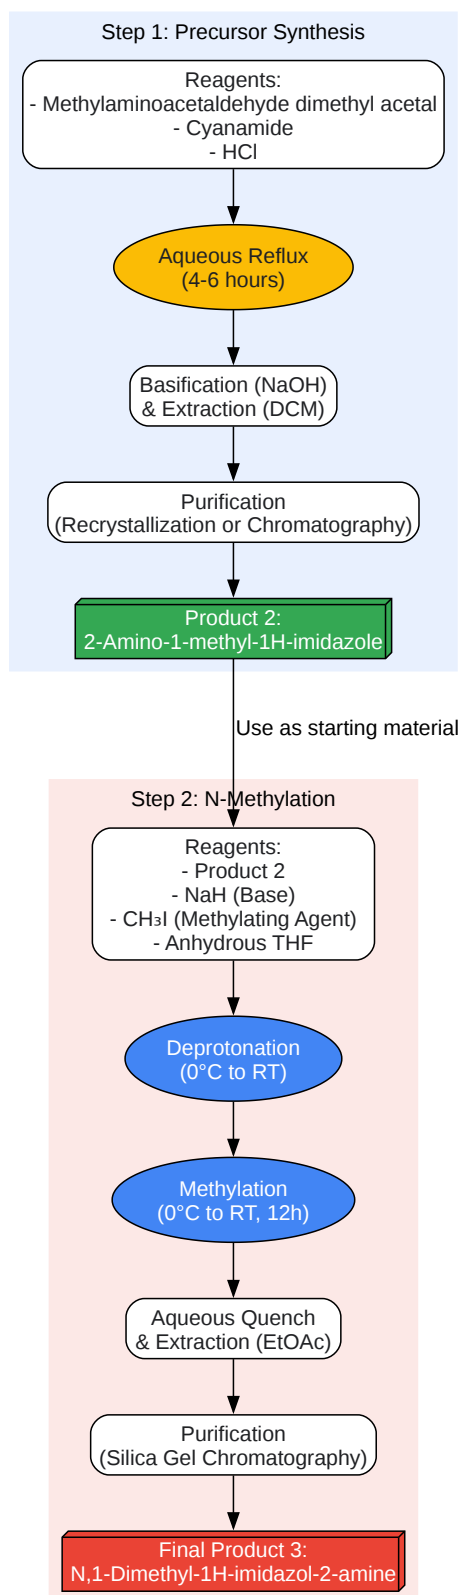 Step 1: Precursor Synthesis
Reagents:
- Methylaminoacetaldehyde dimethyl acetal
- Cyanamide
- HCl
Aqueous Reflux
(4-6 hours)
Basification (NaOH)
& Extraction (DCM)
Purification
(Recrystallization or Chromatography)
Product 2:
2-Amino-1-methyl-1H-imidazole
Use as starting material
Step 2: N-Methylation
Reagents:
- Product 2
- NaH (Base)
- CH₃I (Methylating Agent)
- Anhydrous THF
Deprotonation
(0°C to RT)
Methylation
(0°C to RT, 12h)
Aqueous Quench
& Extraction (EtOAc)
Purification
(Silica Gel Chromatography)
Final Product 3:
N,1-Dimethyl-1H-imidazol-2-amine